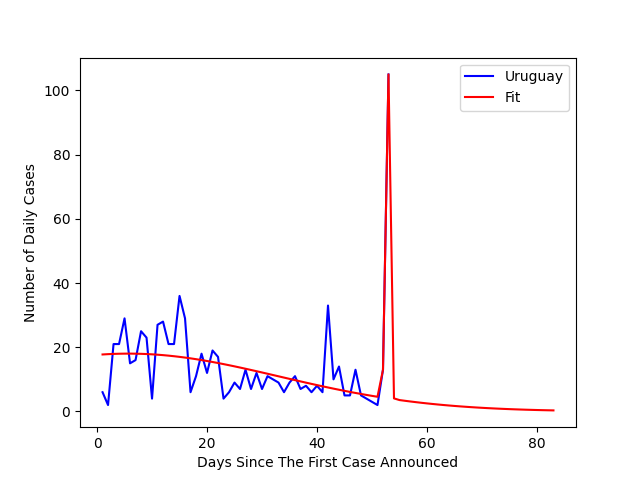 Uruguay
Fit
100
80
60
40
20
0
Number of Daily Cases
0 20 40 60 80
Days Since The First Case Announced